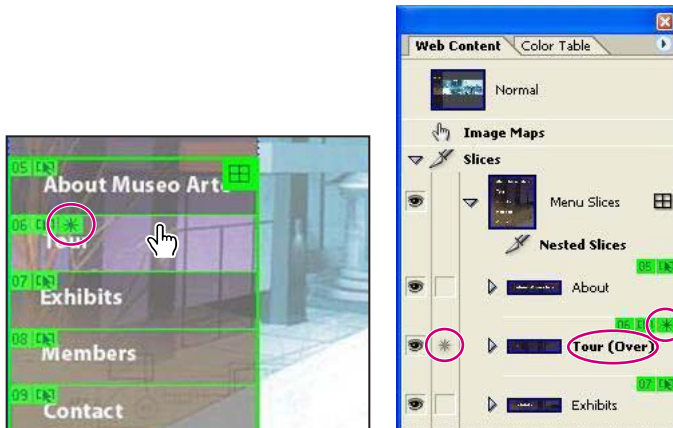 05
About Museo Arte
06
Tour
07
Exhibits
08
Members
09
Contact
Web Content
Color Table
Normal
Image Maps
Slices
Menu Slices
Nested Slices
05
About
06
Tour (Over)
07
Exhibits